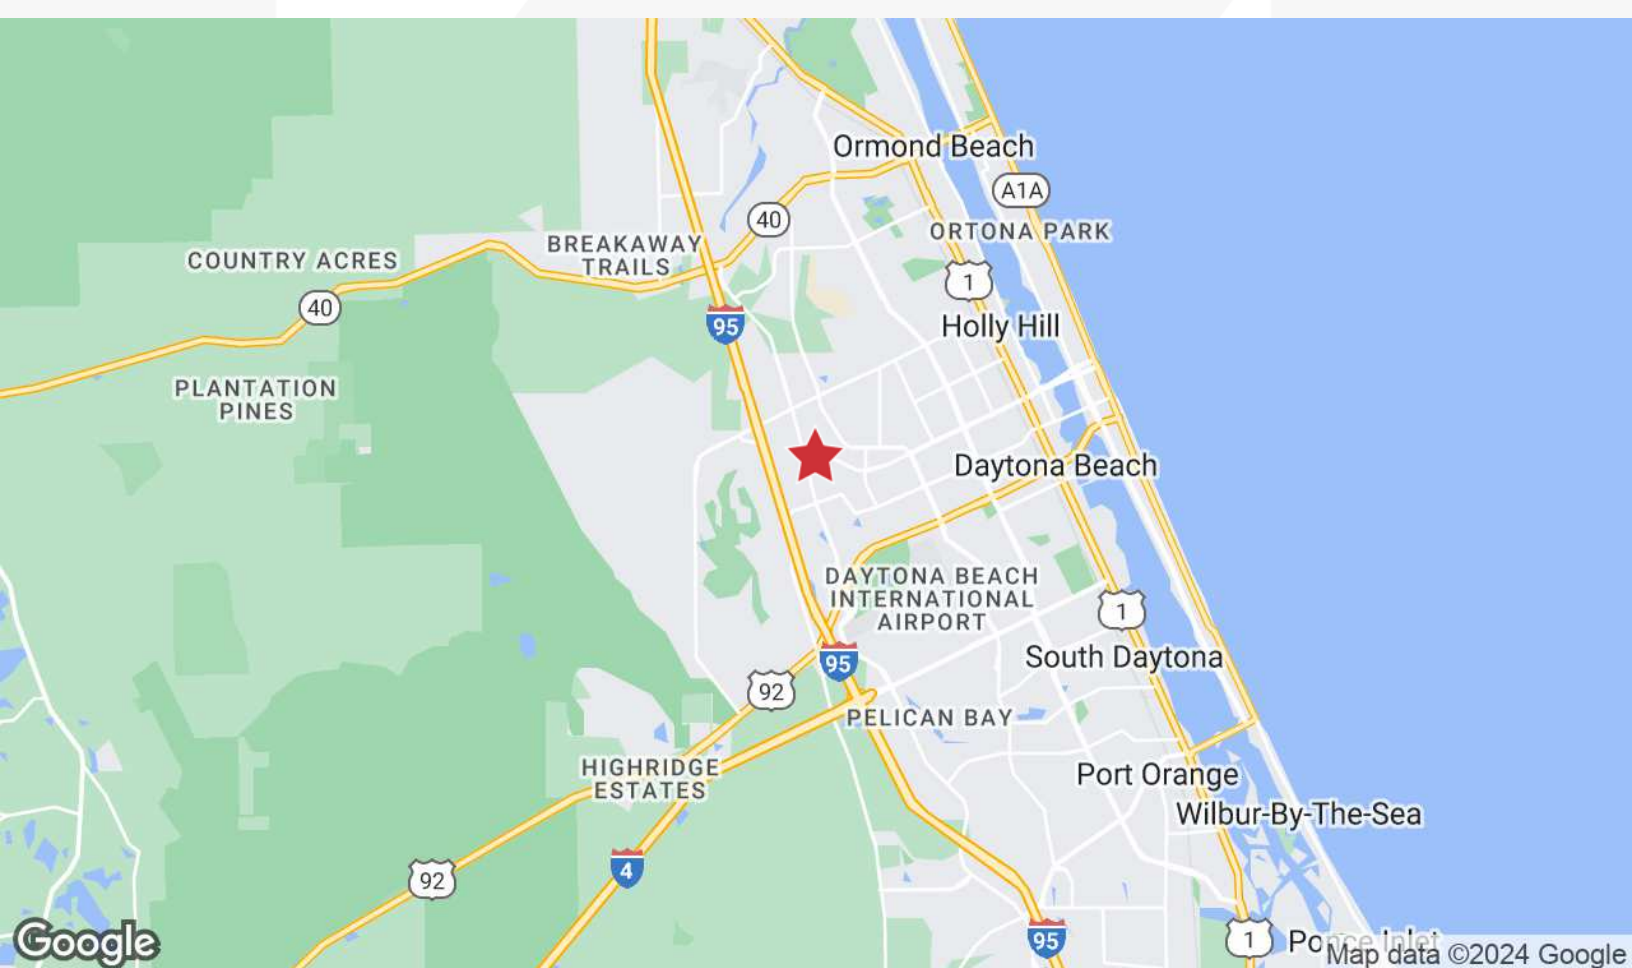 Ormond Beach
A1A
40
ORTONA PARK
BREAKAWAY
TRAILS
COUNTRY ACRES
1
40
95
Holly Hill
PLANTATION
PINES
Daytona Beach
DAYTONA BEACH
INTERNATIONAL
AIRPORT
1
South Daytona
95
92
PELICAN BAY
HIGHRIDGE
ESTATES
Port Orange
Wilbur-By-The-Sea
4
92
95
1
Ponce Inlet
Google
Map data ©2024 Google